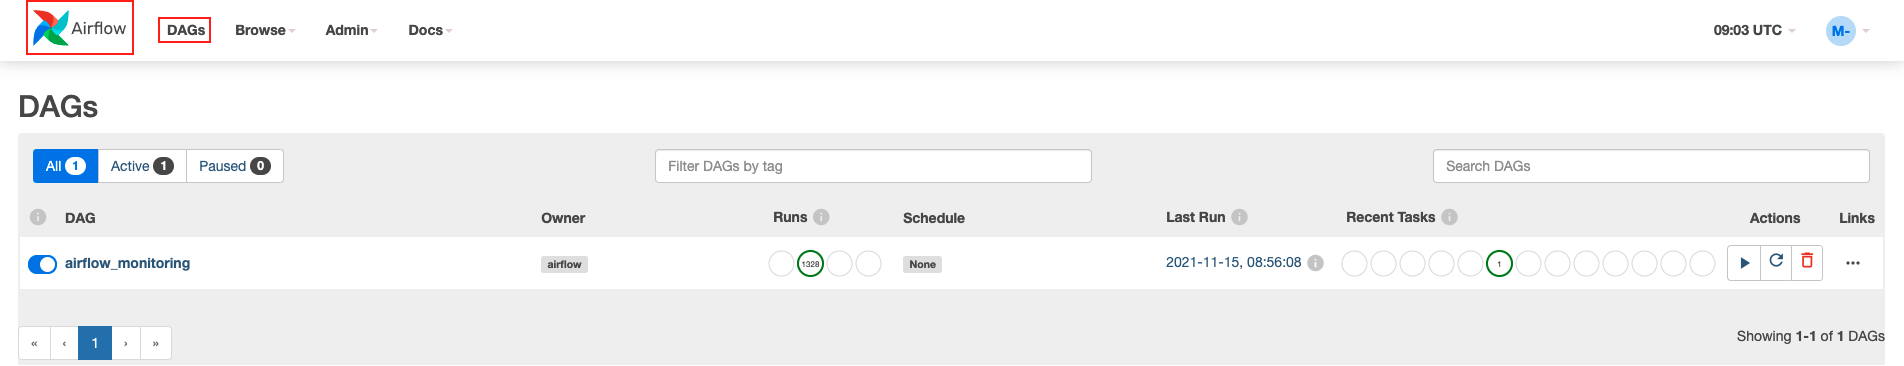 Airflow DAGs Browse Admin Docs 09:03 UTC M-
DAGs
All 1 Active 1 Paused 0 Filter DAGs by tag Search DAGs
DAG Owner Runs Schedule Last Run Recent Tasks Actions Links
airflow_monitoring airflow 1328 None 2021-11-15, 08:56:08 1 ...
« ‹ 1 › » Showing 1-1 of 1 DAGs